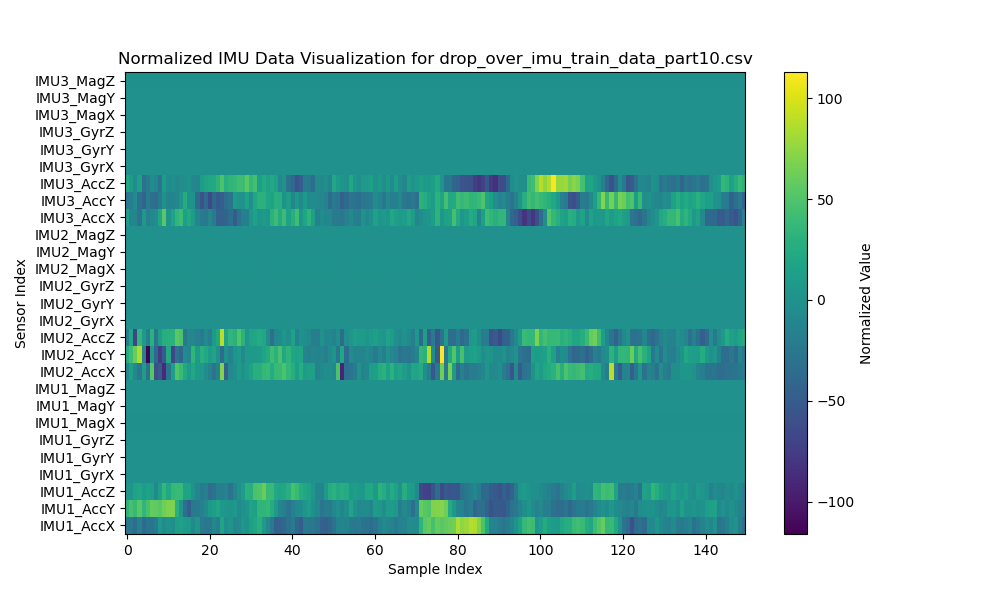 Normalized IMU Data Visualization for drop_over_imu_train_data_part10.csv
IMU3_MagZ
IMU3_MagY
IMU3_MagX
IMU3_GyrZ
IMU3_GyrY
IMU3_GyrX
IMU3_AccZ
IMU3_AccY
IMU3_AccX
IMU2_MagZ
IMU2_MagY
IMU2_MagX
IMU2_GyrZ
IMU2_GyrY
IMU2_GyrX
IMU2_AccZ
IMU2_AccY
IMU2_AccX
IMU1_MagZ
IMU1_MagY
IMU1_MagX
IMU1_GyrZ
IMU1_GyrY
IMU1_GyrX
IMU1_AccZ
IMU1_AccY
IMU1_AccX
Sensor Index
0 20 40 60 80 100 120 140
Sample Index
100
50
0
−50
−100
Normalized Value